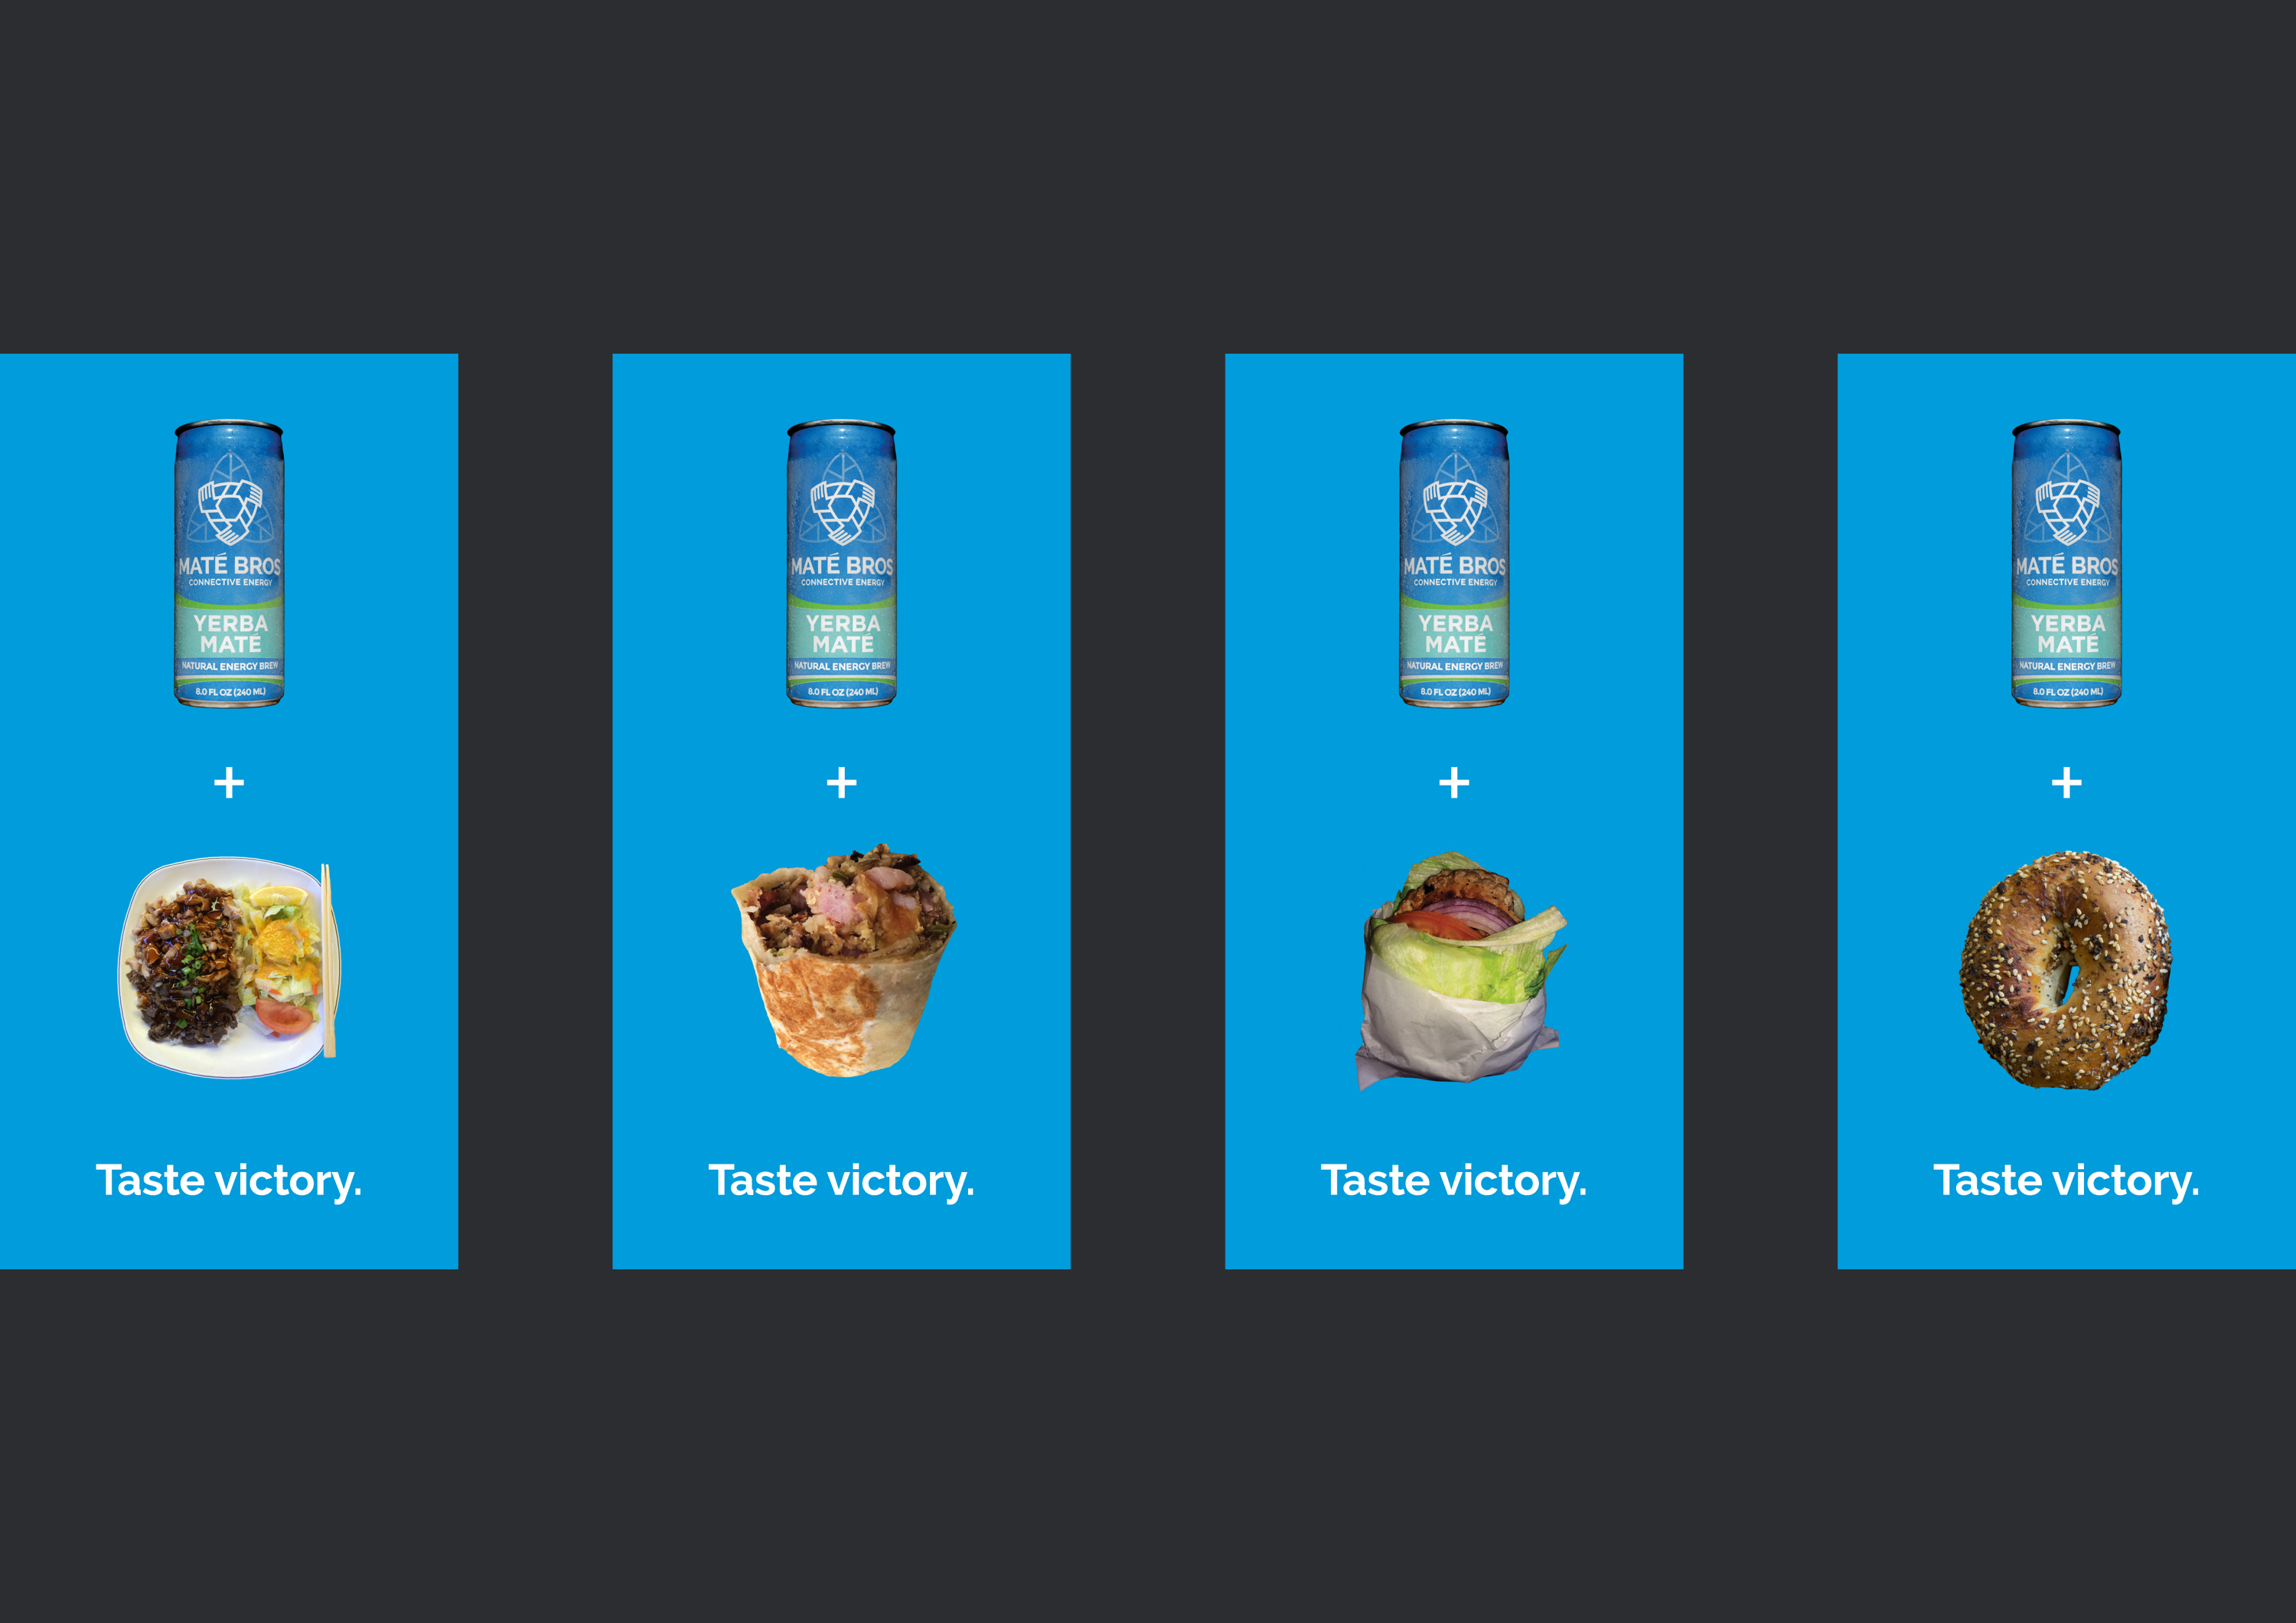 MATÉ BROS
CONNECTIVE ENERGY
YERBA
MATÉ
NATURAL ENERGY BREW
8.0 FL OZ (240 ML)
+
Taste victory.
MATÉ BROS
CONNECTIVE ENERGY
YERBA
MATÉ
NATURAL ENERGY BREW
8.0 FL OZ (240 ML)
+
Taste victory.
MATÉ BROS
CONNECTIVE ENERGY
YERBA
MATÉ
NATURAL ENERGY BREW
8.0 FL OZ (240 ML)
+
Taste victory.
MATÉ BROS
CONNECTIVE ENERGY
YERBA
MATÉ
NATURAL ENERGY BREW
8.0 FL OZ (240 ML)
+
Taste victory.